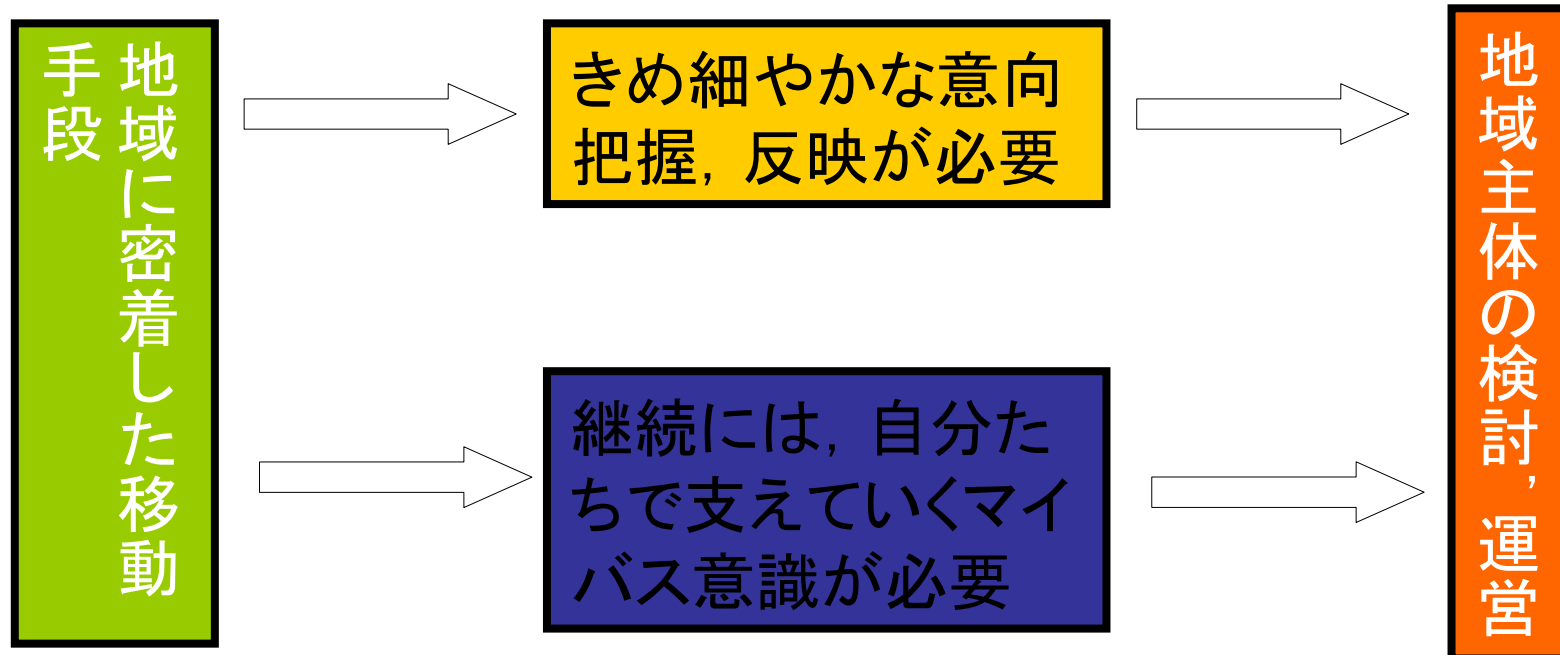 地域に密着した移動
手段
きめ細やかな意向
把握，反映が必要
継続には，自分た
ちで支えていくマイ
バス意識が必要
地域主体の検討，運営